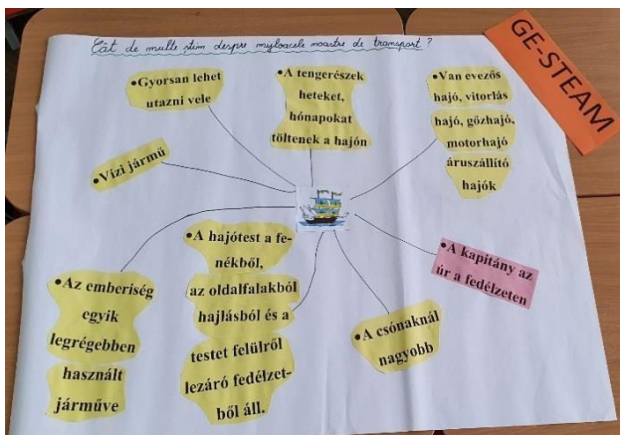 Cât de multe știm despre mijloacele noastre de transport?
GE-STEAM
•Gyorsan lehet
utazni vele
•A tengerészek
heteket,
hónapokat
töltenek a hajón
•Van evezős
hajó, vitorlás
hajó, gőzhajó,
motorhajó
áruszállító
hajók
•Vízi jármű
•A kapitány az
úr a fedélzeten
•A hajótest a fe-
nékből,
az oldalfalakból
hajlásból és a
testet felülről
lezáró fedélzet-
ből áll.
•Az emberiség
egyik
legrégebben
használt
járműve
•A csónaknál
nagyobb